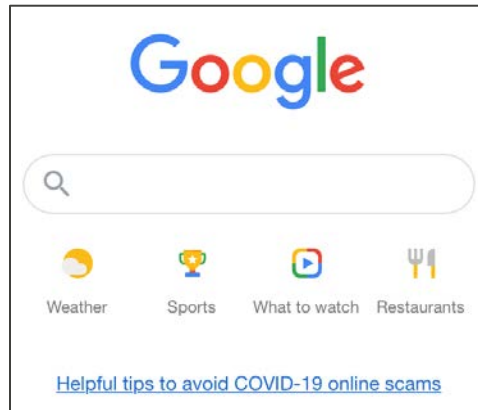 Google
Weather Sports What to watch Restaurants
Helpful tips to avoid COVID-19 online scams